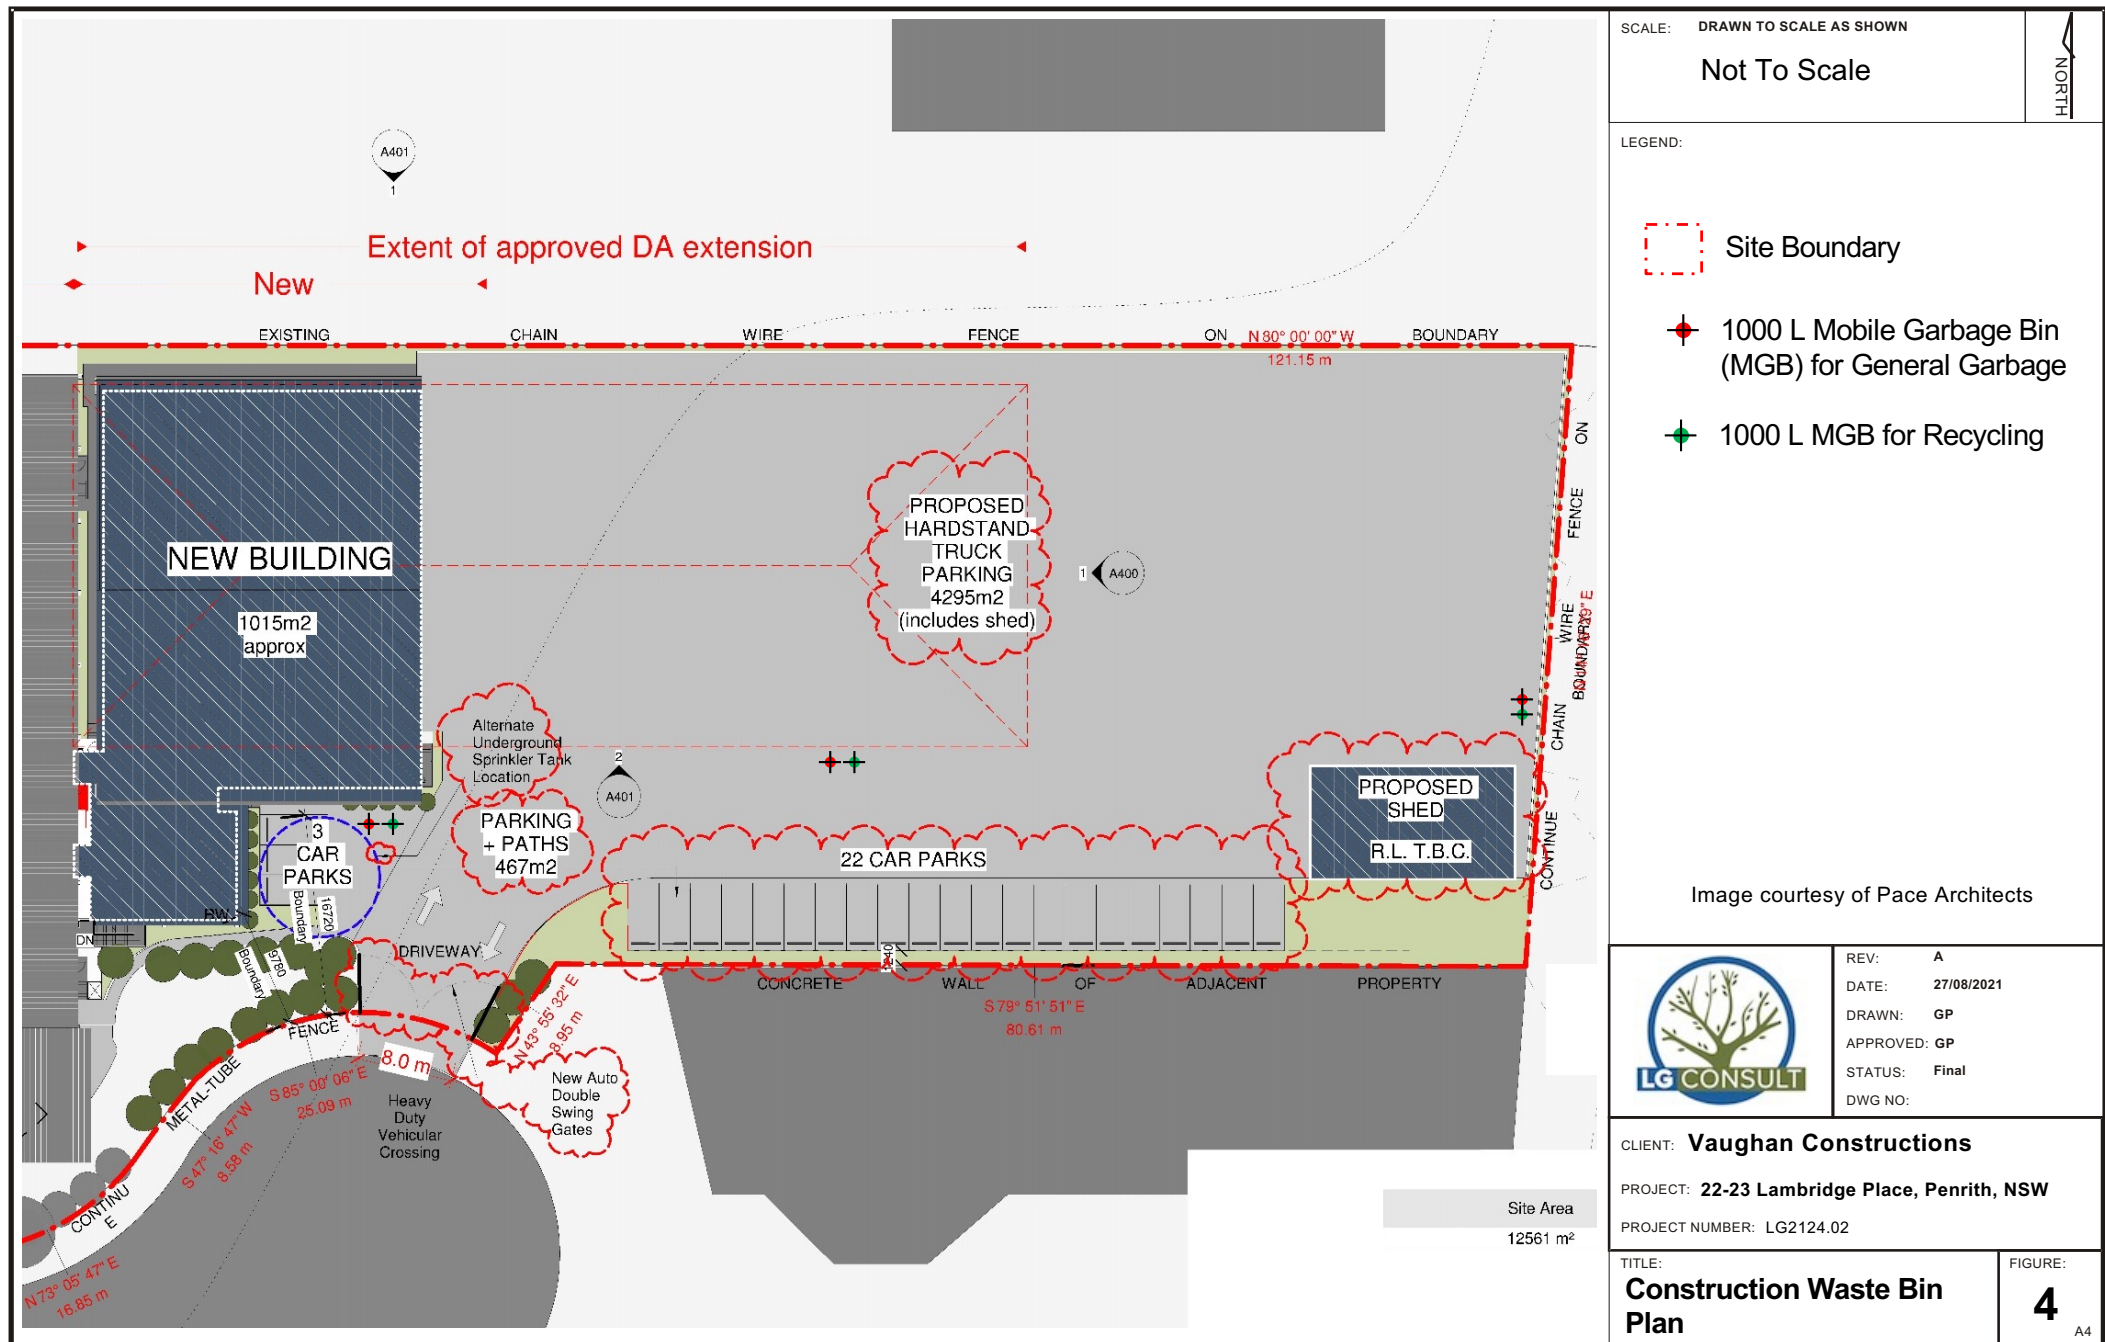 A401
1
Extent of approved DA extension
New
EXISTING CHAIN WIRE FENCE ON BOUNDARY
N 80° 00' 00" W
121.15 m
CONTINUE CHAIN WIRE FENCE ON BOUNDARY
NEW BUILDING
1015m2
approx
PROPOSED
HARDSTAND
TRUCK
PARKING
4295m2
(includes shed)
1
A400
Alternate
Underground
Sprinkler Tank
Location
2
A401
PARKING
+ PATHS
467m2
3
CAR
PARKS
22 CAR PARKS
PROPOSED
SHED
R.L. T.B.C.
RW
DN
16720
Boundary
9780
Boundary
DRIVEWAY
1240
CONCRETE WALL OF ADJACENT PROPERTY
S 79° 51' 51" E
80.61 m
N 43° 55' 32" E
8.95 m
8.0 m
New Auto
Double
Swing
Gates
Heavy
Duty
Vehicular
Crossing
FENCE
METAL-TUBE
CONTINU
E
S 85° 00' 06" E
25.09 m
S 47° 16' 47" W
8.58 m
N 73° 05' 47" E
16.85 m
Site Area
12561 m²
SCALE: DRAWN TO SCALE AS SHOWN
Not To Scale
NORTH
LEGEND:
Site Boundary
1000 L Mobile Garbage Bin
(MGB) for General Garbage
1000 L MGB for Recycling
Image courtesy of Pace Architects
LG CONSULT
REV: A
DATE: 27/08/2021
DRAWN: GP
APPROVED: GP
STATUS: Final
DWG NO:
CLIENT: Vaughan Constructions
PROJECT: 22-23 Lambridge Place, Penrith, NSW
PROJECT NUMBER: LG2124.02
TITLE:
Construction Waste Bin
Plan
FIGURE:
4
A4